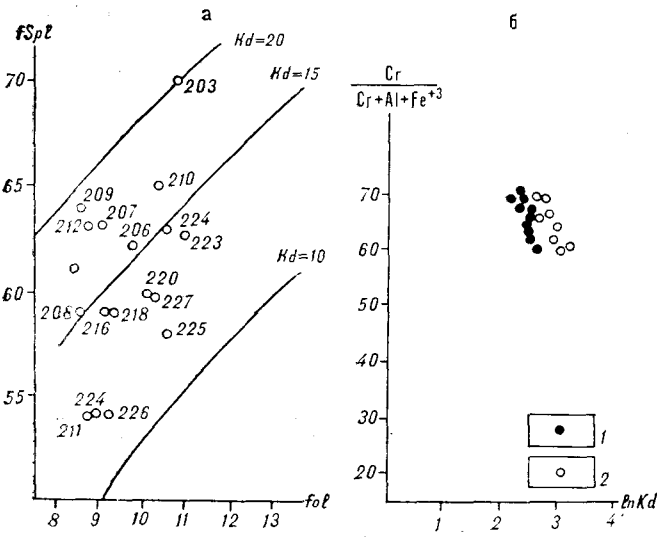 а
б
fSpl
Kd=20
70
203
Kd=15
Cr
Cr+Al+Fe+3
65
209
210
212
207
224
206
223
Kd=10
60
220
227
208
216
218
225
55
224
211
226
fol
8 9 10 11 12 13
70
60
50
40
30
20
1
2
lnKd
1 2 3 4